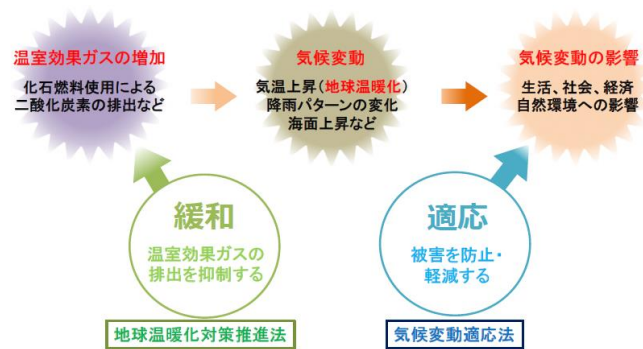 温室効果ガスの増加
化石燃料使用による
二酸化炭素の排出など
気候変動
気温上昇(地球温暖化)
降雨パターンの変化
海面上昇など
気候変動の影響
生活、社会、経済
自然環境への影響
緩和
温室効果ガスの
排出を抑制する
適応
被害を防止・
軽減する
地球温暖化対策推進法
気候変動適応法